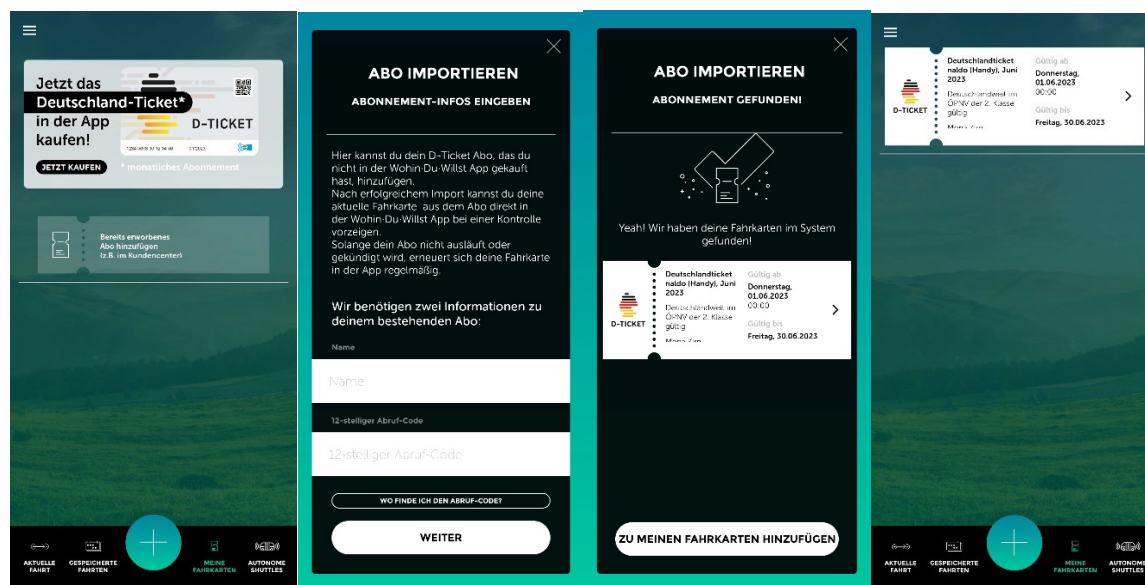 Jetzt das
Deutschland-Ticket*
in der App
kaufen!
D-TICKET
JETZT KAUFEN
* monatliches Abonnement
Bereits erworbenes
Abo hinzufügen
(z.B. im Kundencenter)
AKTUELLE
FAHRT
GESPEICHERTE
FAHRTEN
MEINE
FAHRKARTEN
AUTONOME
SHUTTLES
ABO IMPORTIEREN
ABONNEMENT-INFOS EINGEBEN
Hier kannst du dein D-Ticket Abo, das du
nicht in der Wohin·Du·Willst App gekauft
hast, hinzufügen.
Nach erfolgreichem Import kannst du deine
aktuelle Fahrkarte aus dem Abo direkt in
der Wohin·Du·Willst App bei einer Kontrolle
vorzeigen.
Solange dein Abo nicht ausläuft oder
gekündigt wird, erneuert sich deine Fahrkarte
in der App regelmäßig.
Wir benötigen zwei Informationen zu
deinem bestehenden Abo:
Name
Name
12-stelliger Abruf-Code
12-stelliger Abruf-Code
WO FINDE ICH DEN ABRUF-CODE?
WEITER
ABO IMPORTIEREN
ABONNEMENT GEFUNDEN!
Yeah! Wir haben deine Fahrkarten im System
gefunden!
D-TICKET
Deutschlandticket
naldo (Handy), Juni
2023
Deutschlandweit im
ÖPNV der 2. Klasse
gültig
Gültig ab
Donnerstag,
01.06.2023
00:00
Gültig bis
Freitag, 30.06.2023
ZU MEINEN FAHRKARTEN HINZUFÜGEN
D-TICKET
Deutschlandticket
naldo (Handy), Juni
2023
Deutschlandweit im
ÖPNV der 2. Klasse
gültig
Gültig ab
Donnerstag,
01.06.2023
00:00
Gültig bis
Freitag, 30.06.2023
AKTUELLE
FAHRT
GESPEICHERTE
FAHRTEN
MEINE
FAHRKARTEN
AUTONOME
SHUTTLES